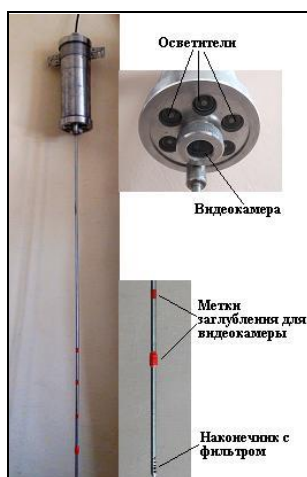 Осветители
Видеокамера
Метки
заглубления для
видеокамеры
Наконечник с
фильтром